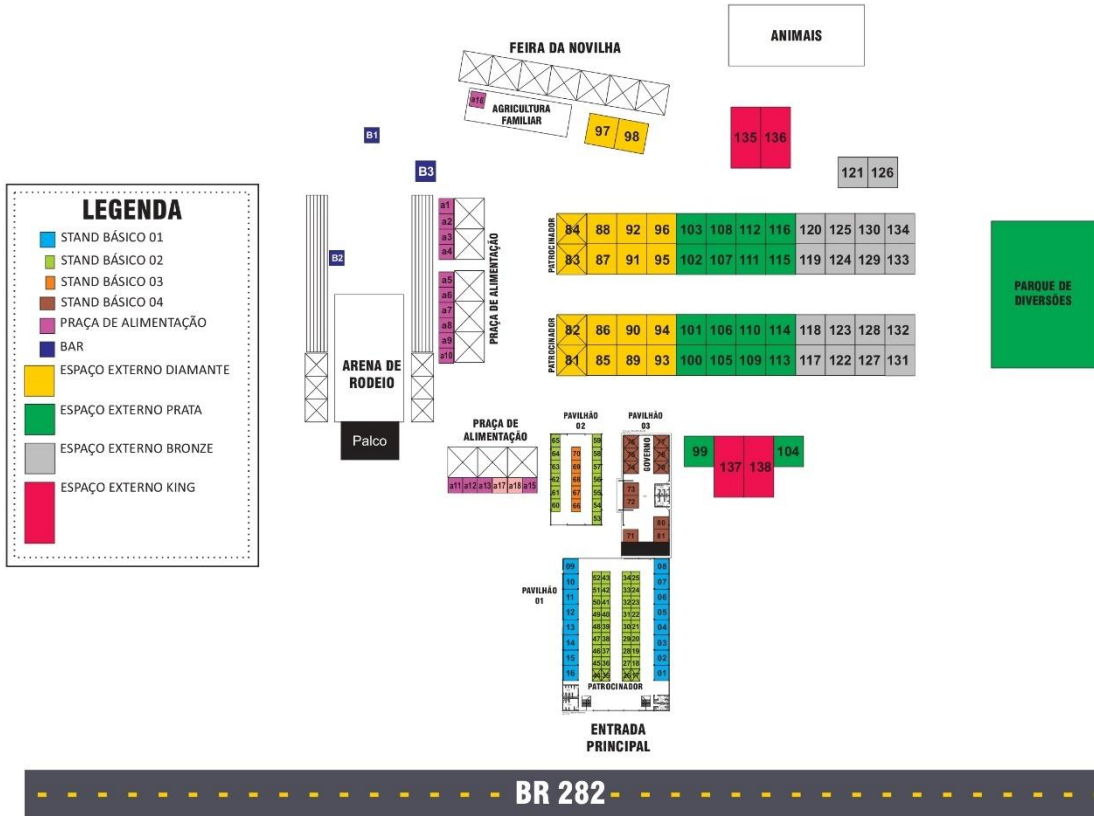 ANIMAIS
FEIRA DA NOVILHA
a16
AGRICULTURA
FAMILIAR
97 98
135 136
B1
B3
121 126
LEGENDA
STAND BÁSICO 01
STAND BÁSICO 02
STAND BÁSICO 03
STAND BÁSICO 04
PRAÇA DE ALIMENTAÇÃO
BAR
ESPAÇO EXTERNO DIAMANTE
ESPAÇO EXTERNO PRATA
ESPAÇO EXTERNO BRONZE
ESPAÇO EXTERNO KING
B2
a1
a2
a3
a4
a5
a6
a7
a8
a9
a10
PRAÇA DE ALIMENTAÇÃO
ARENA DE
RODEIO
Palco
PATROCINADOR
84 88 92 96 103 108 112 116 120 125 130 134
83 87 91 95 102 107 111 115 119 124 129 133
PATROCINADOR
82 86 90 94 101 106 110 114 118 123 128 132
81 85 89 93 100 105 109 113 117 122 127 131
PARQUE DE
DIVERSÕES
PRAÇA DE
ALIMENTAÇÃO
a11 a12 a13 a17 a18 a15
PAVILHÃO
02
65
64
63
62
61
60
70
69
68
67
66
59
58
57
56
55
54
53
PAVILHÃO
03
GOVERNO
73
72
71
80
81
99
137 138
104
PAVILHÃO
01
09
10
11
12
13
14
15
16
52 43 34 25
51 42 33 24
50 41 32 23
49 40 31 22
48 39 30 21
47 38 29 20
46 37 28 19
45 36 27 18
08
07
06
05
04
03
02
01
PATROCINADOR
ENTRADA
PRINCIPAL
BR 282